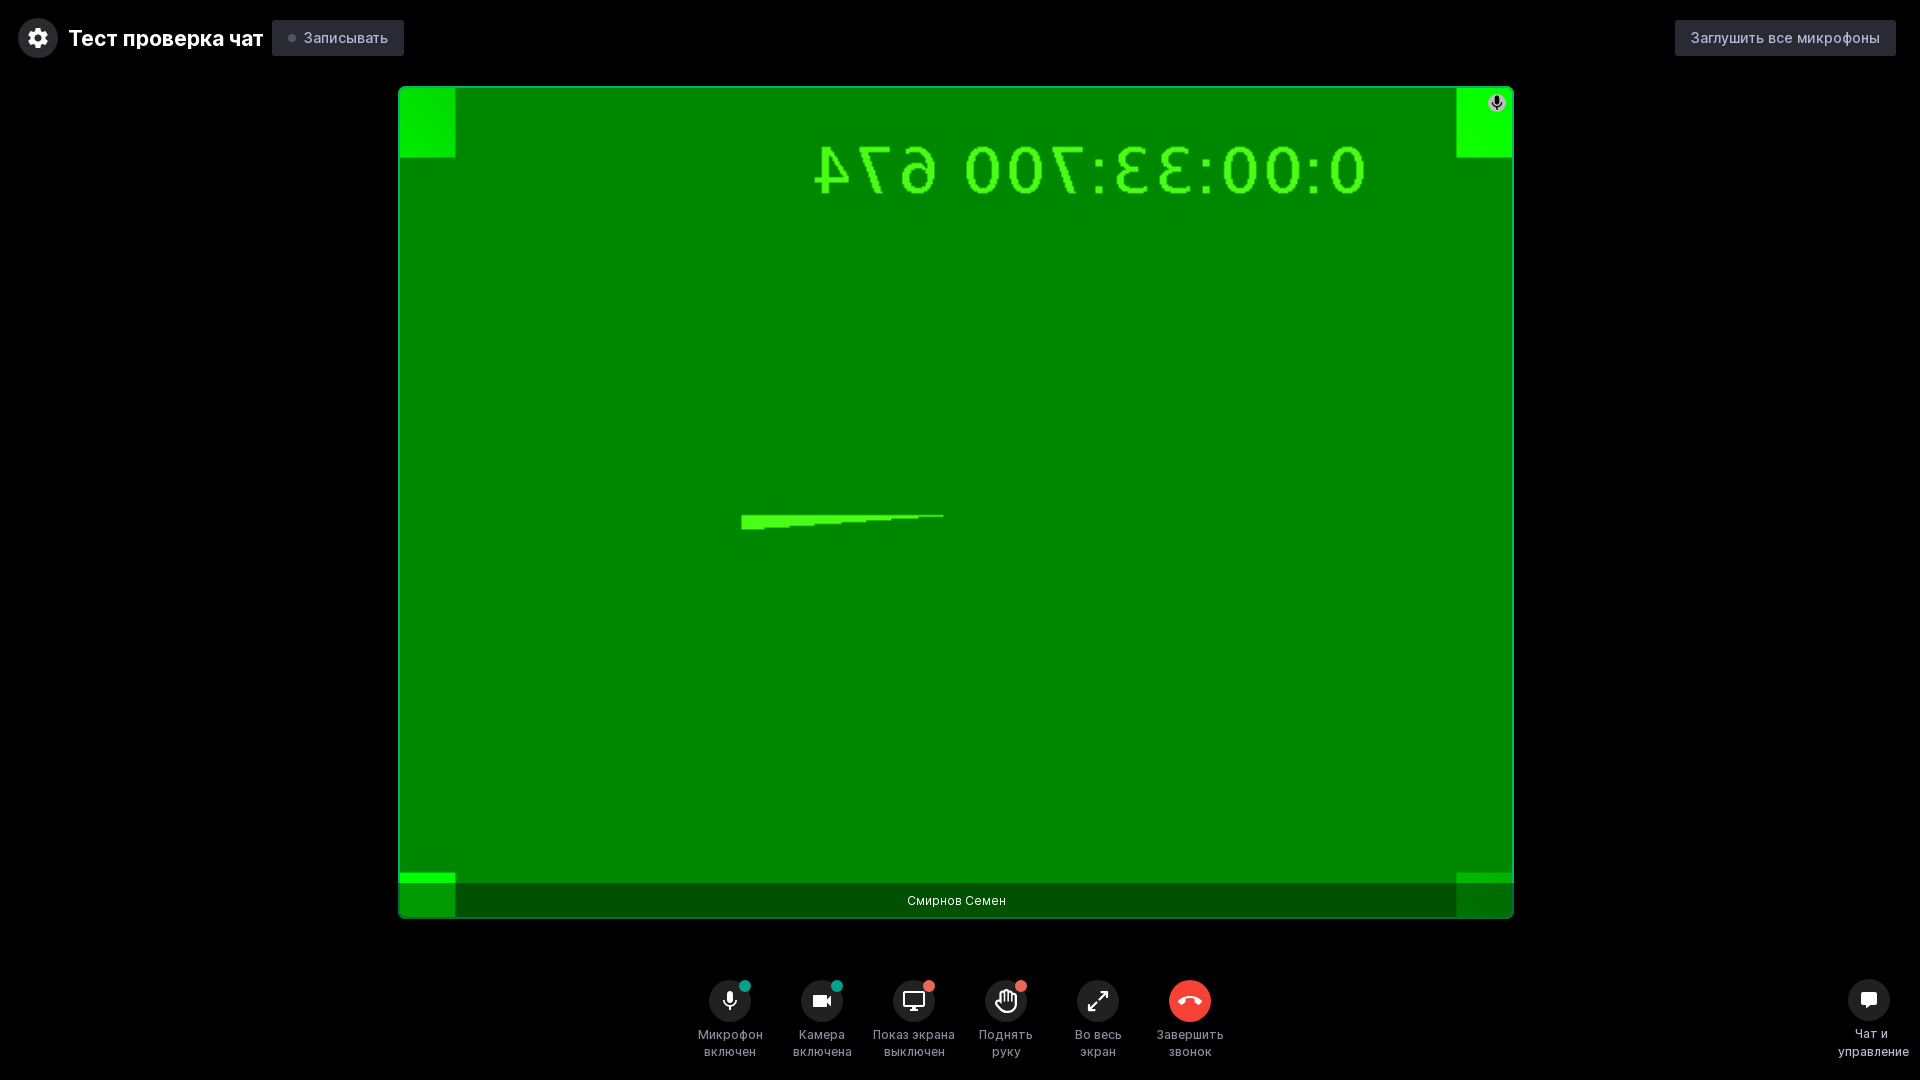 Тест проверка чат
Записывать
Заглушить все микрофоны
0:00:33:700 674
Смирнов Семен
Микрофон
включен
Камера
включена
Показ экрана
выключен
Поднять
руку
Во весь
экран
Завершить
звонок
Чат и
управление